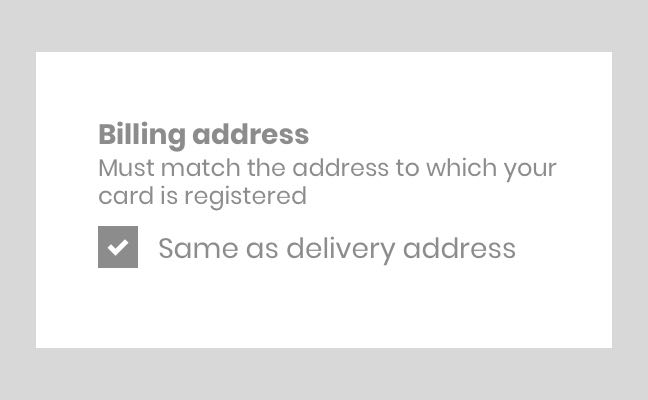 Billing address
Must match the address to which your
card is registered
Same as delivery address